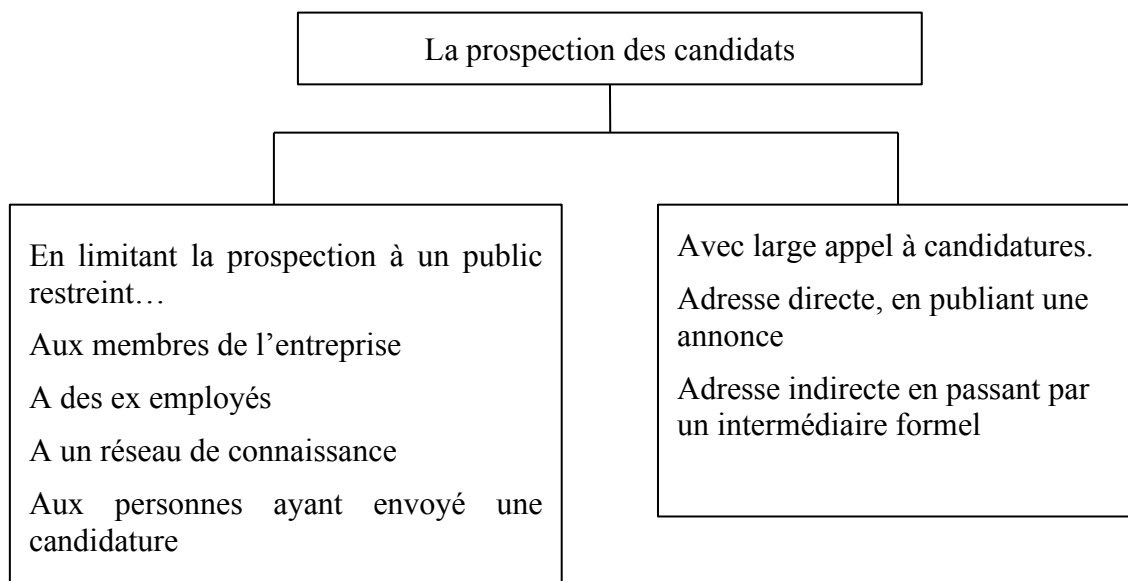 La prospection des candidats
En limitant la prospection à un public
restreint…
Aux membres de l’entreprise
A des ex employés
A un réseau de connaissance
Aux personnes ayant envoyé une
candidature
Avec large appel à candidatures.
Adresse directe, en publiant une
annonce
Adresse indirecte en passant par
un intermédiaire formel